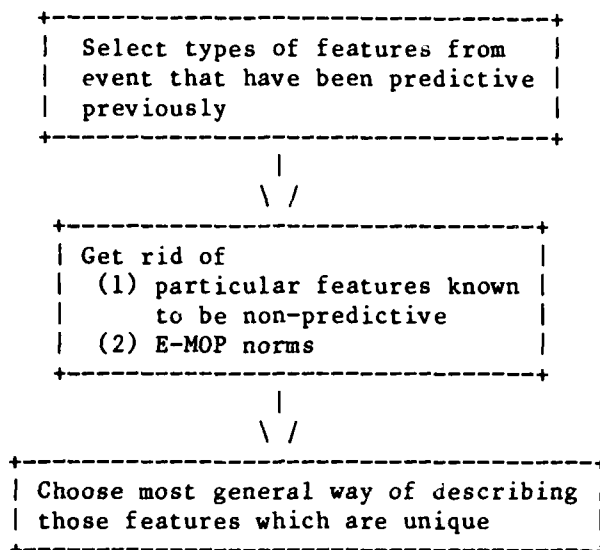 Select types of features from
event that have been predictive
previously
Get rid of
(1) particular features known
to be non-predictive
(2) E-MOP norms
Choose most general way of describing
those features which are unique